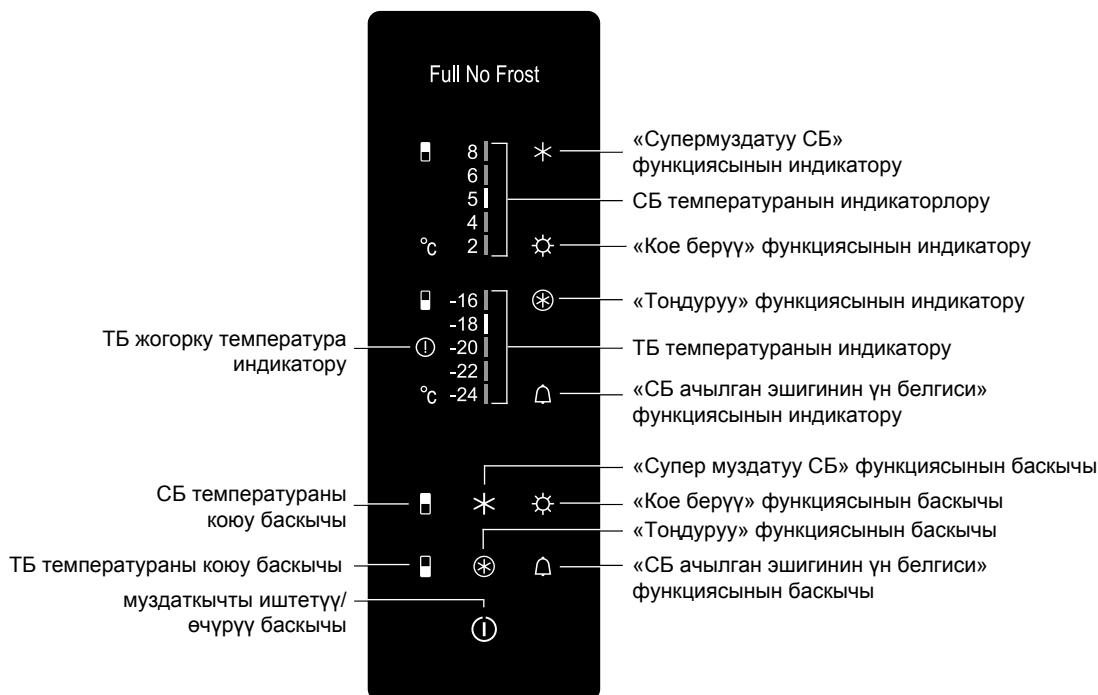 Full No Frost
8
6
5
4
°C 2
-16
-18
-20
-22
°C -24
«Супермуздатуу СБ»
функциясынын индикатору
СБ температуранын индикаторлору
«Кое берүү» функциясынын индикатору
«Тоңдуруу» функциясынын индикатору
ТБ жогорку температура
индикатору
ТБ температуранын индикатору
«СБ ачылган эшигинин үн белгиси»
функциясынын индикатору
«Супер муздатуу СБ» функциясынын баскычы
СБ температураны
коюу баскычы
«Кое берүү» функциясынын баскычы
«Тоңдуруу» функциясынын баскычы
ТБ температураны коюу баскычы
«СБ ачылган эшигинин үн белгиси»
функциясынын баскычы
муздаткычты иштетүү/
өчүрүү баскычы